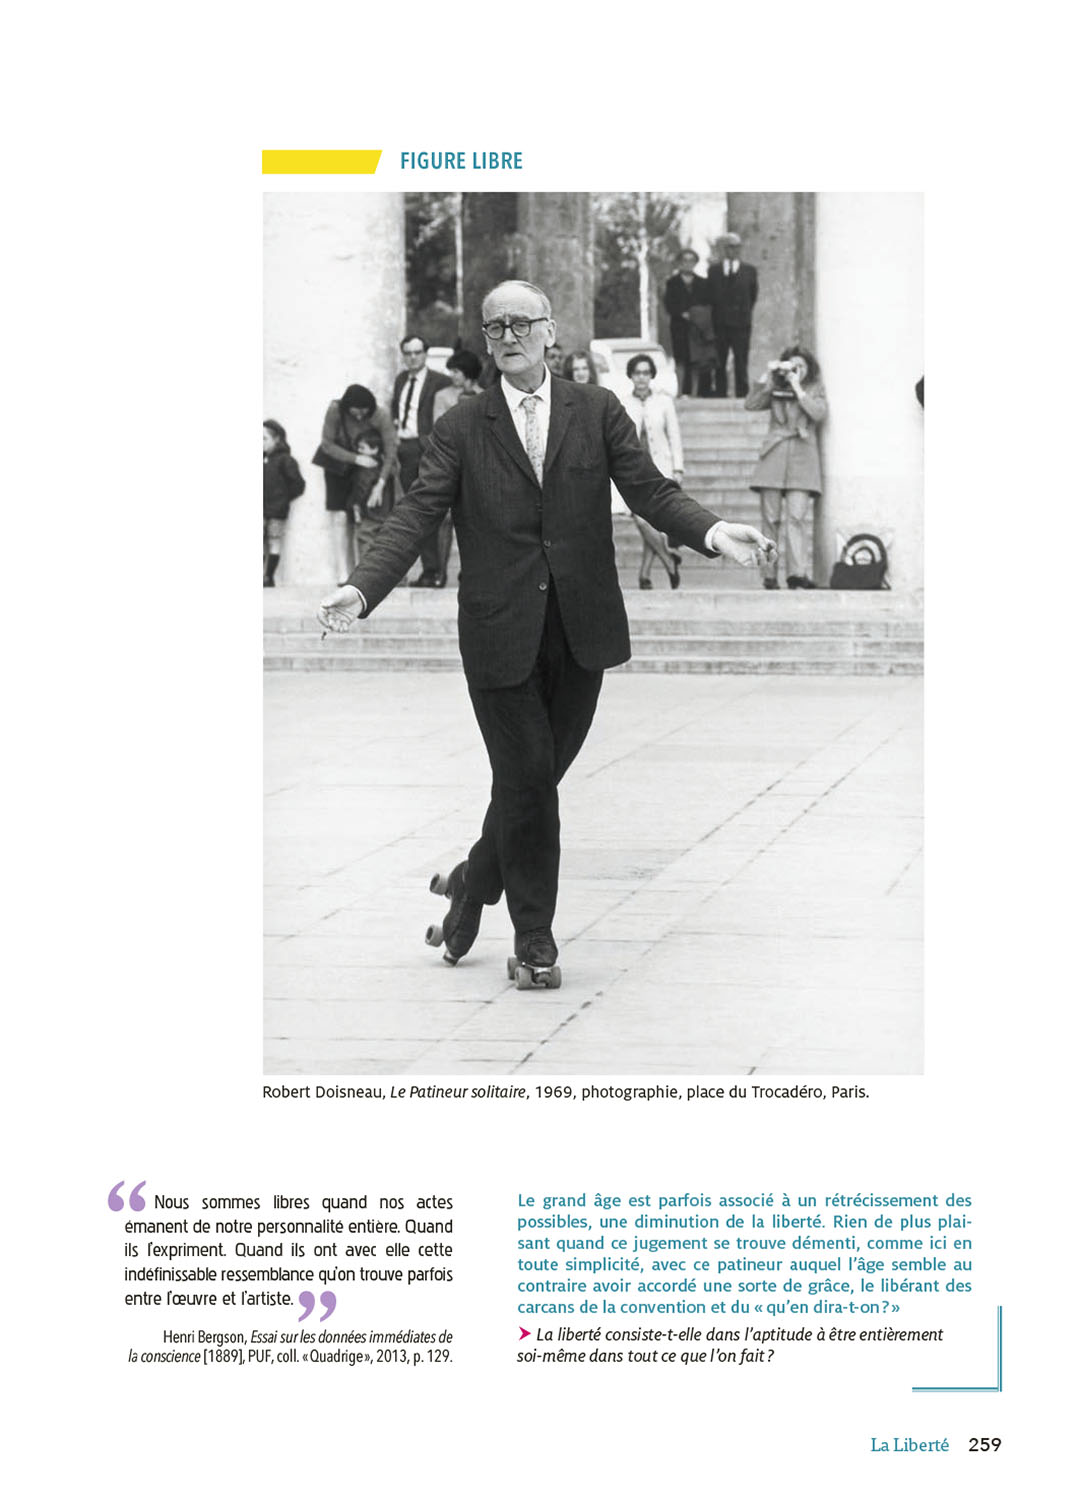 FIGURE LIBRE
Robert Doisneau, Le Patineur solitaire, 1969, photographie, place du Trocadéro, Paris.
“ Nous sommes libres quand nos actes
émanent de notre personnalité entière. Quand
ils l'expriment. Quand ils ont avec elle cette
indéfinissable ressemblance qu'on trouve parfois
entre l'œuvre et l'artiste. ”
Henri Bergson, Essai sur les données immédiates de
la conscience [1889], PUF, coll. «Quadrige», 2013, p. 129.
Le grand âge est parfois associé à un rétrécissement des
possibles, une diminution de la liberté. Rien de plus plai-
sant quand ce jugement se trouve démenti, comme ici en
toute simplicité, avec ce patineur auquel l'âge semble au
contraire avoir accordé une sorte de grâce, le libérant des
carcans de la convention et du « qu'en dira-t-on ? »
➤ La liberté consiste-t-elle dans l'aptitude à être entièrement
soi-même dans tout ce que l'on fait ?
La Liberté 259